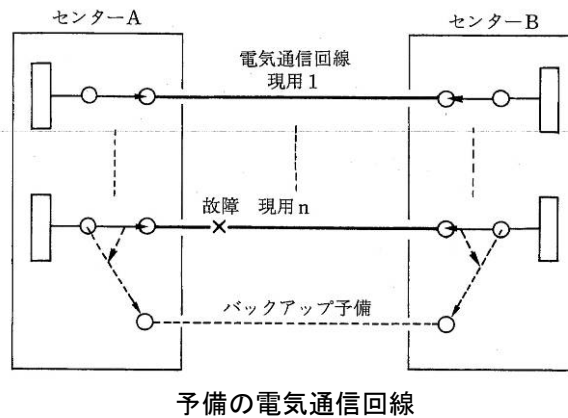 センターA
センターB
電気通信回線
現用1
故障 現用n
バックアップ予備
予備の電気通信回線